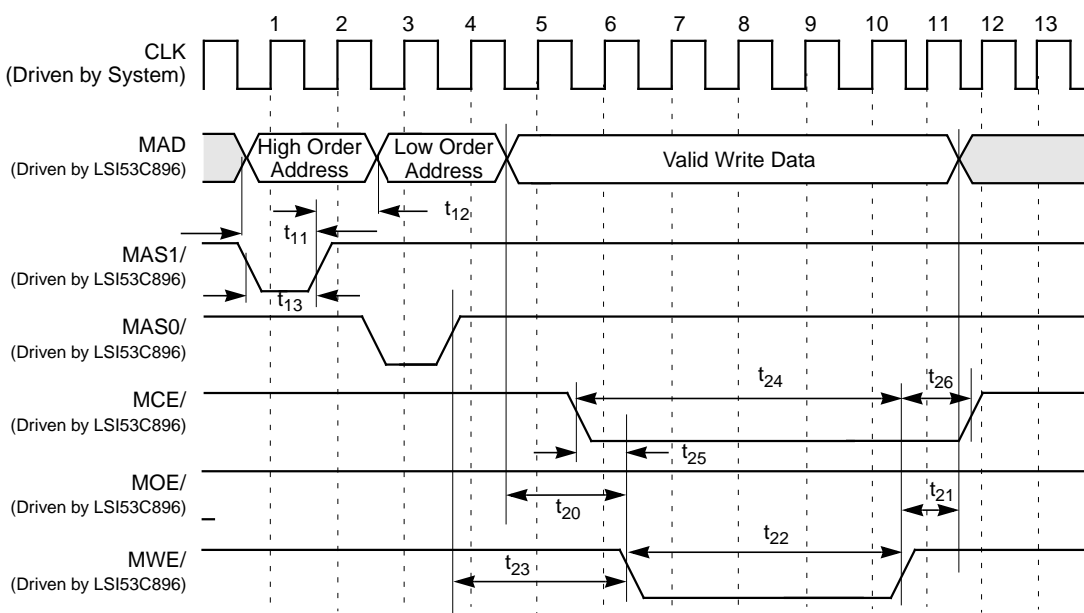 1 2 3 4 5 6 7 8 9 10 11 12 13
CLK
(Driven by System)
MAD
(Driven by LSI53C896)
High Order
Address
Low Order
Address
Valid Write Data
t12
t11
MAS1/
(Driven by LSI53C896)
t13
MAS0/
(Driven by LSI53C896)
t24
t26
MCE/
(Driven by LSI53C896)
t25
MOE/
(Driven by LSI53C896)
t20
t21
t22
MWE/
(Driven by LSI53C896)
t23